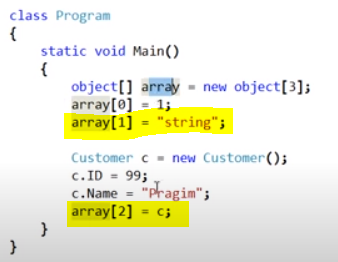 class Program
{
static void Main()
{
object[] array = new object[3];
array[0] = 1;
array[1] = "string";
Customer c = new Customer();
c.ID = 99;
c.Name = "Pragim";
array[2] = c;
}
}